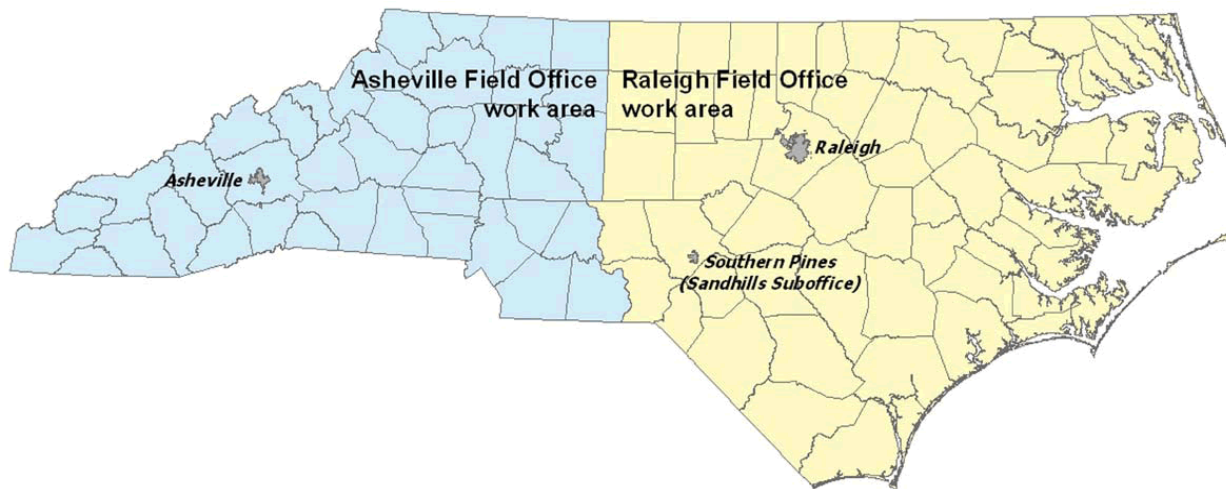 Asheville Field Office
work area
Raleigh Field Office
work area
Raleigh
Asheville
Southern Pines
(Sandhills Suboffice)